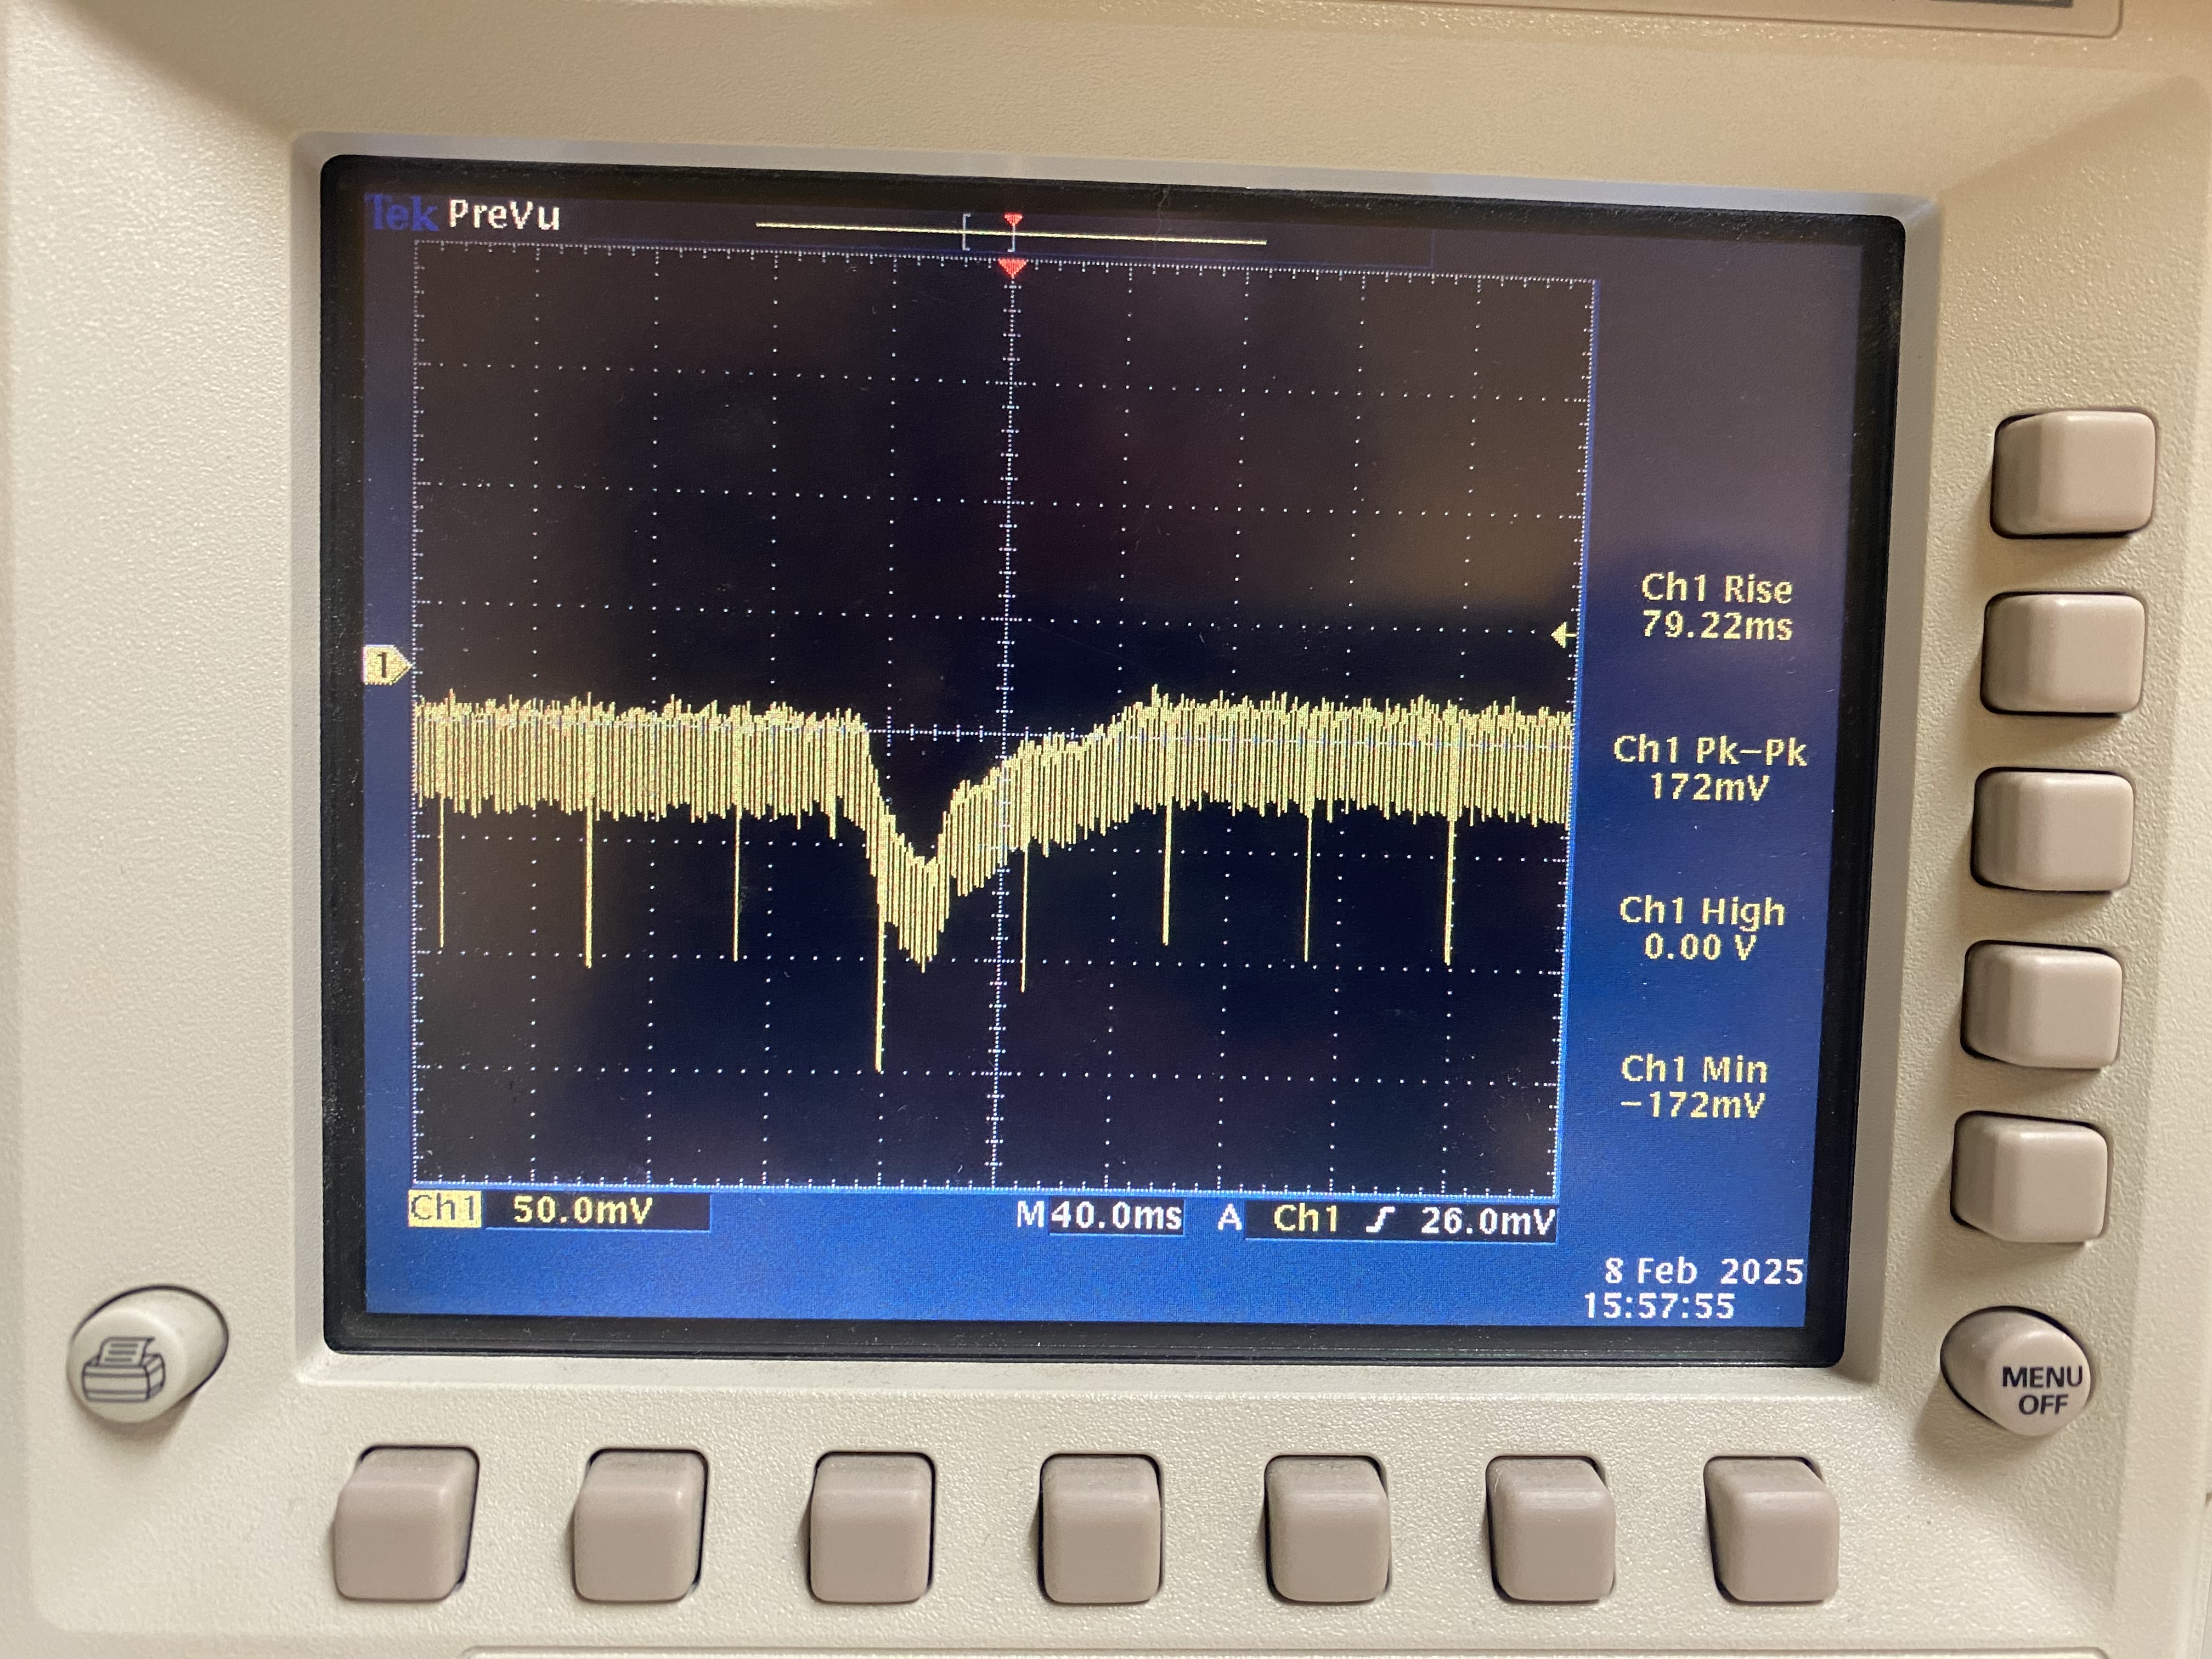 Tek PreVu
1
Ch1 Rise
79.22ms
Ch1 Pk-Pk
172mV
Ch1 High
0.00 V
Ch1 Min
-172mV
Ch1 50.0mV M 40.0ms A Ch1 26.0mV
8 Feb 2025
15:57:55
MENU
OFF